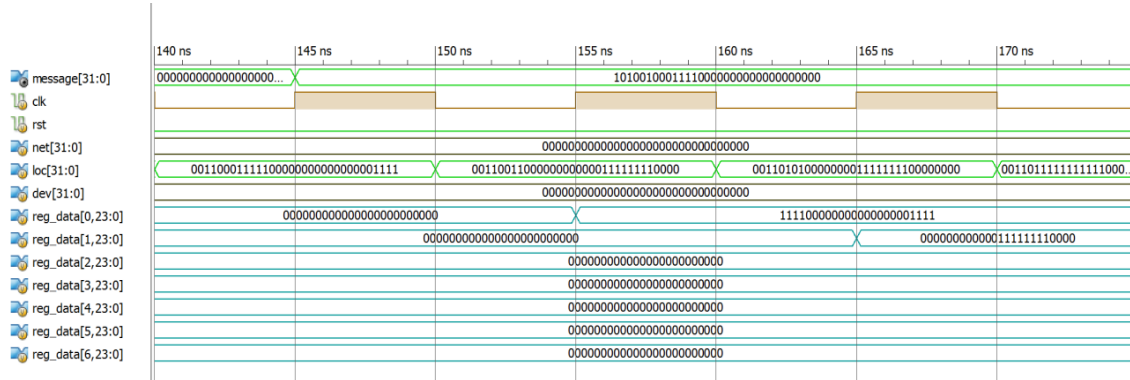 140 ns 145 ns 150 ns 155 ns 160 ns 165 ns 170 ns
message[31:0] 000000000000000000... 10100100011110000000000000000000
clk
rst
net[31:0] 00000000000000000000000000000000
loc[31:0] 00110001111100000000000000001111 00110011000000000000111111110000 00110101000000001111111100000000 0011011111111111000...
dev[31:0] 00000000000000000000000000000000
reg_data[0,23:0] 000000000000000000000000 111100000000000000001111
reg_data[1,23:0] 000000000000000000000000 000000000000111111110000
reg_data[2,23:0] 000000000000000000000000
reg_data[3,23:0] 000000000000000000000000
reg_data[4,23:0] 000000000000000000000000
reg_data[5,23:0] 000000000000000000000000
reg_data[6,23:0] 000000000000000000000000